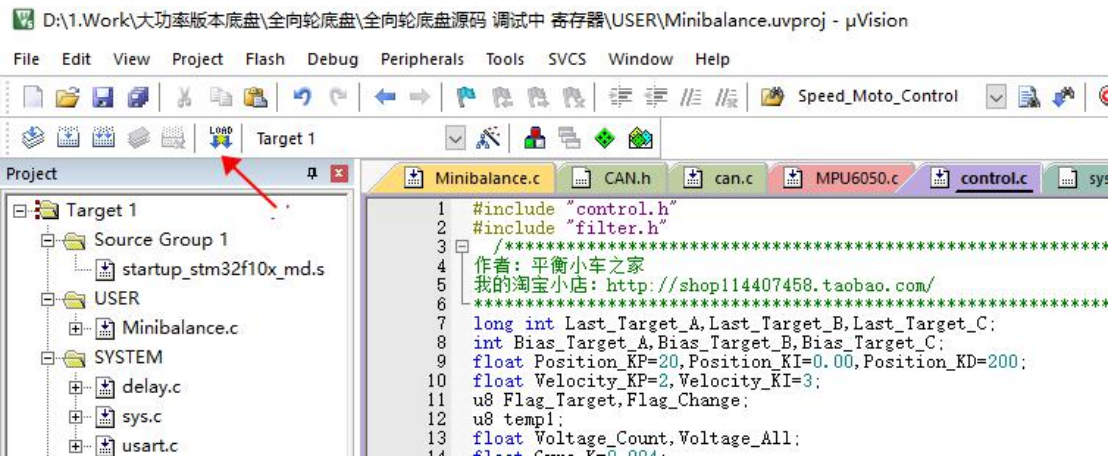 D:\1.Work\大功率版本底盘\全向轮底盘\全向轮底盘源码 调试中 寄存器\USER\Minibalance.uvproj - µVision
File Edit View Project Flash Debug Peripherals Tools SVCS Window Help
Speed_Moto_Control
LOAD Target 1
Project
Minibalance.c CAN.h can.c MPU6050.c control.c sys
Target 1
Source Group 1
startup_stm32f10x_md.s
USER
Minibalance.c
SYSTEM
delay.c
sys.c
usart.c
1 #include "control.h"
2 #include "filter.h"
3 /**************************************************************
4 作者：平衡小车之家
5 我的淘宝小店：http://shop114407458.taobao.com/
6 **************************************************************
7 long int Last_Target_A,Last_Target_B,Last_Target_C;
8 int Bias_Target_A,Bias_Target_B,Bias_Target_C;
9 float Position_KP=20,Position_KI=0.00,Position_KD=200;
10 float Velocity_KP=2,Velocity_KI=3;
11 u8 Flag_Target,Flag_Change;
12 u8 temp1;
13 float Voltage_Count,Voltage_All;
14 float Gyro_K=0.004;